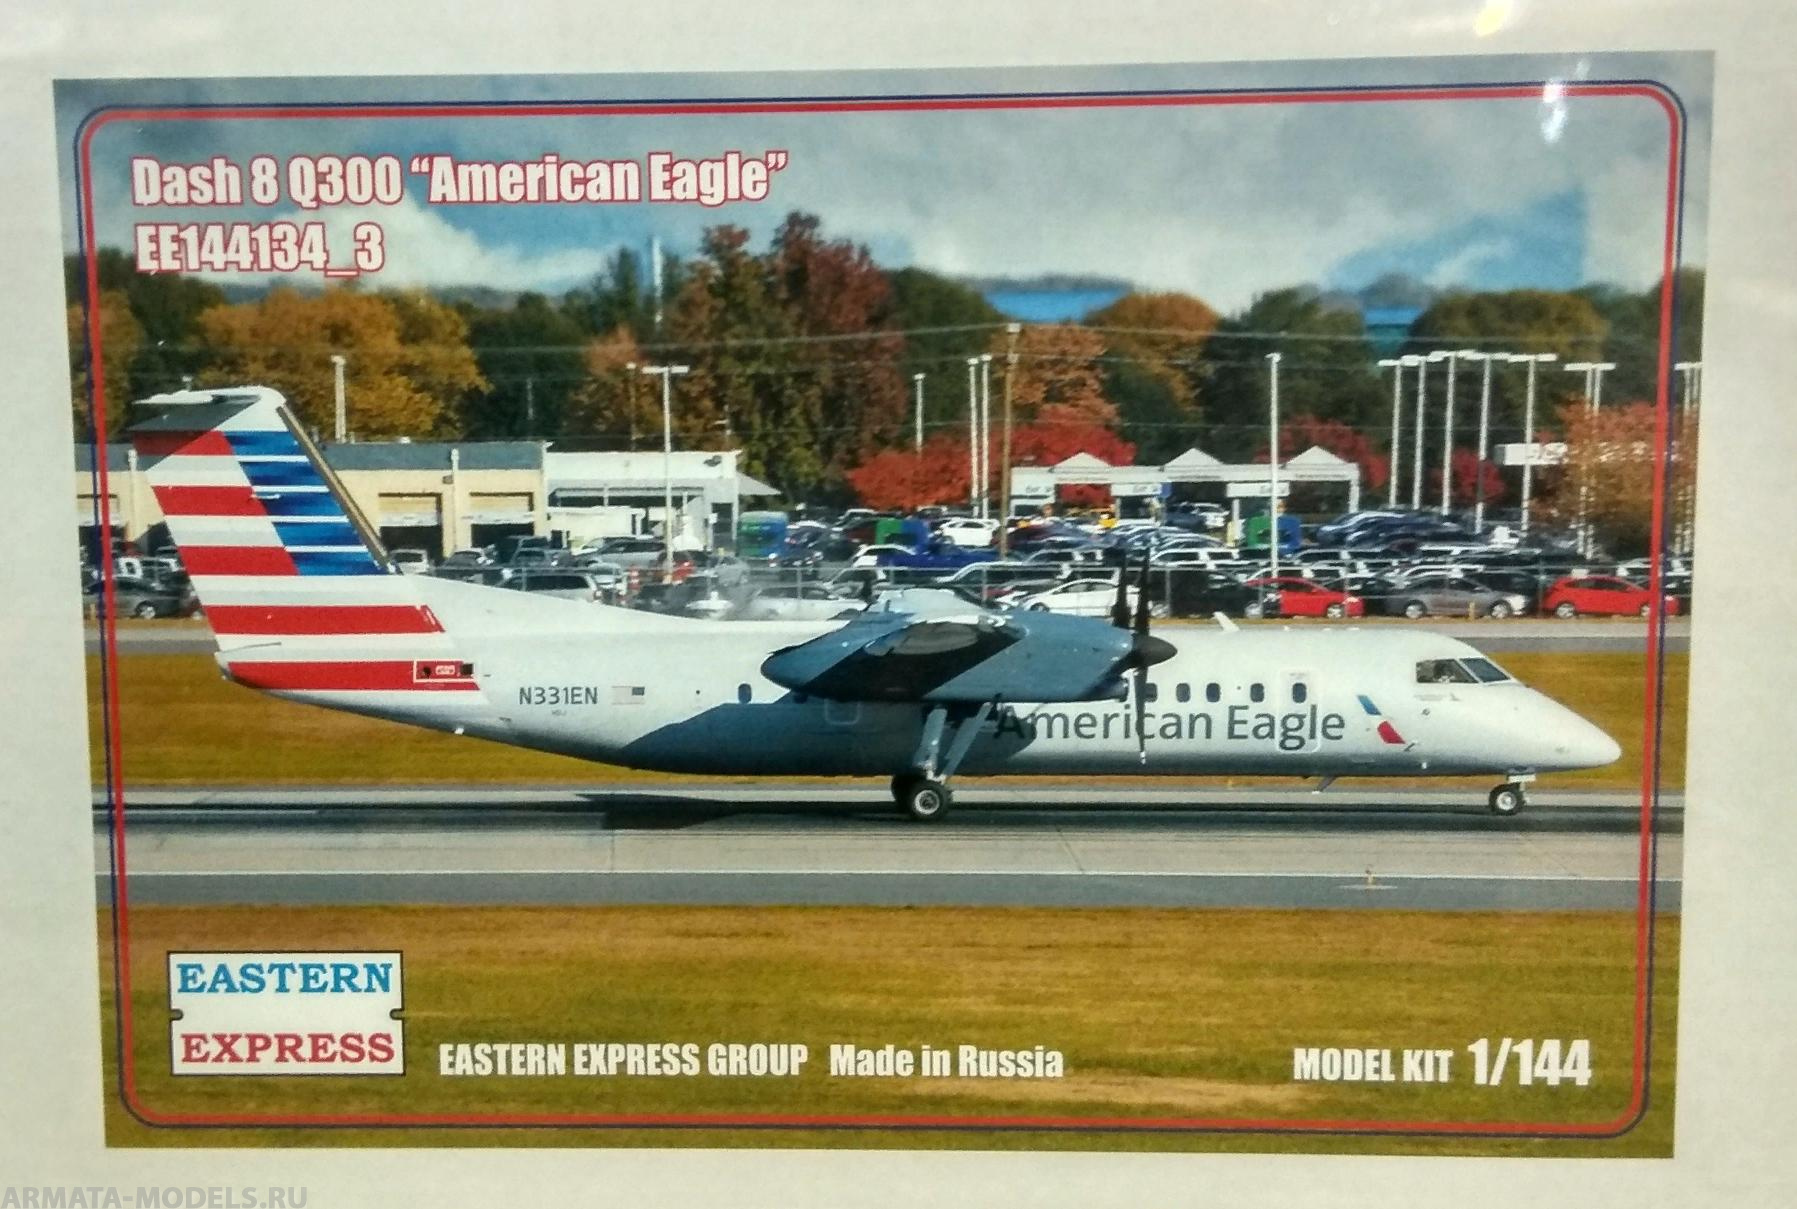 Dash 8 Q300 “American Eagle”
EE144134_3
N331EN
American Eagle
EASTERN
EXPRESS
EASTERN EXPRESS GROUP Made in Russia
MODEL KIT 1/144
ARMATA-MODELS.RU